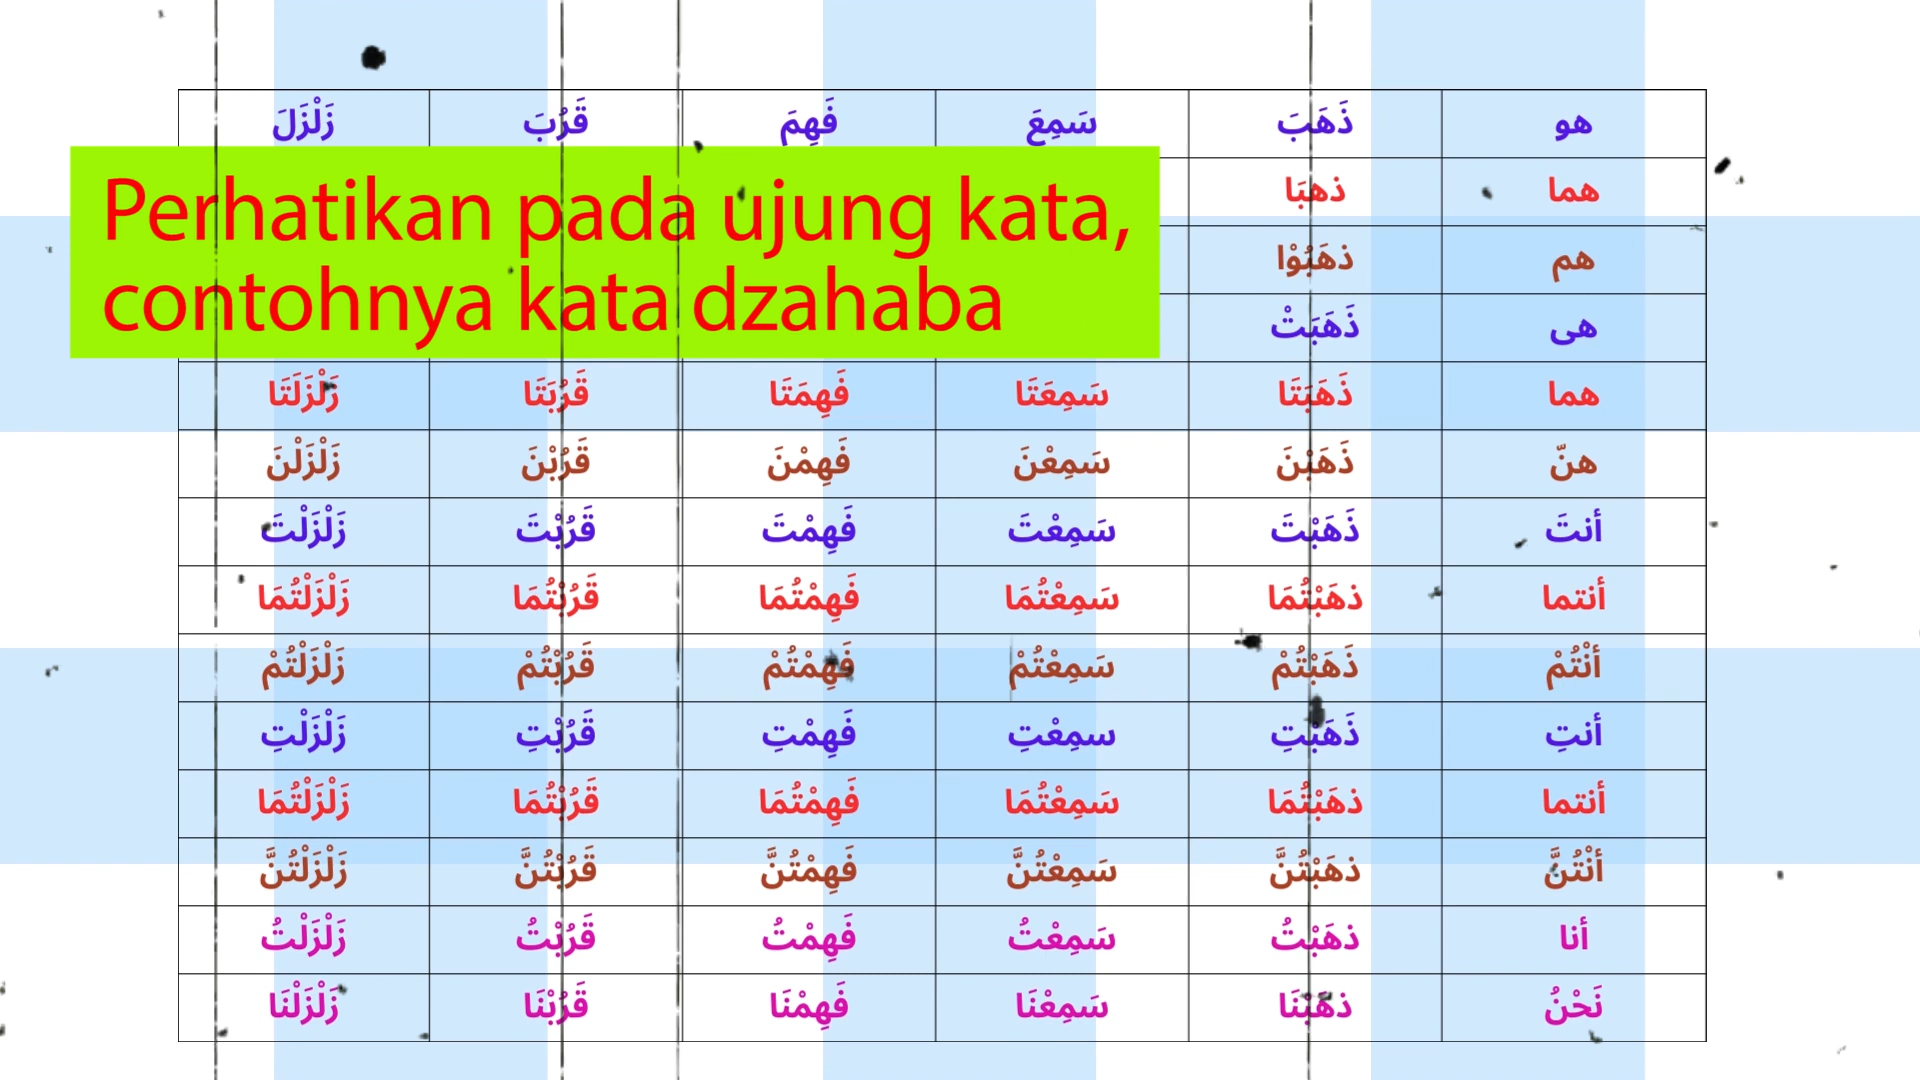 هو ذَهَبَ سَمِعَ فَهِمَ قَرُبَ زَلْزَلَ
Perhatikan pada ujung kata,
contohnya kata dzahaba
هما ذهبَا
هم ذهَبُوْا
هى ذَهَبَتْ
هما ذَهَبَتَا سَمِعَتَا فَهِمَتَا قَرُبَتَا زَلْزَلَتَا
هنّ ذَهَبْنَ سَمِعْنَ فَهِمْنَ قَرُبْنَ زَلْزَلْنَ
أنتَ ذَهَبْتَ سَمِعْتَ فَهِمْتَ قَرُبْتَ زَلْزَلْتَ
أنتما ذهَبْتُمَا سَمِعْتُمَا فَهِمْتُمَا قَرُبْتُمَا زَلْزَلْتُمَا
أنْتُمْ ذَهَبْتُمْ سَمِعْتُمْ فَهِمْتُمْ قَرُبْتُمْ زَلْزَلْتُمْ
أنتِ ذَهَبْتِ سمِعْتِ فَهِمْتِ قَرُبْتِ زَلْزَلْتِ
أنتما ذهَبْتُمَا سَمِعْتُمَا فَهِمْتُمَا قَرُبْتُمَا زَلْزَلْتُمَا
أنْتُنَّ ذهَبْتُنَّ سَمِعْتُنَّ فَهِمْتُنَّ قَرُبْتُنَّ زَلْزَلْتُنَّ
أنا ذهَبْتُ سَمِعْتُ فَهِمْتُ قَرُبْتُ زَلْزَلْتُ
نَحْنُ ذهَبْنَا سَمِعْنَا فَهِمْنَا قَرُبْنَا زَلْزَلْنَا